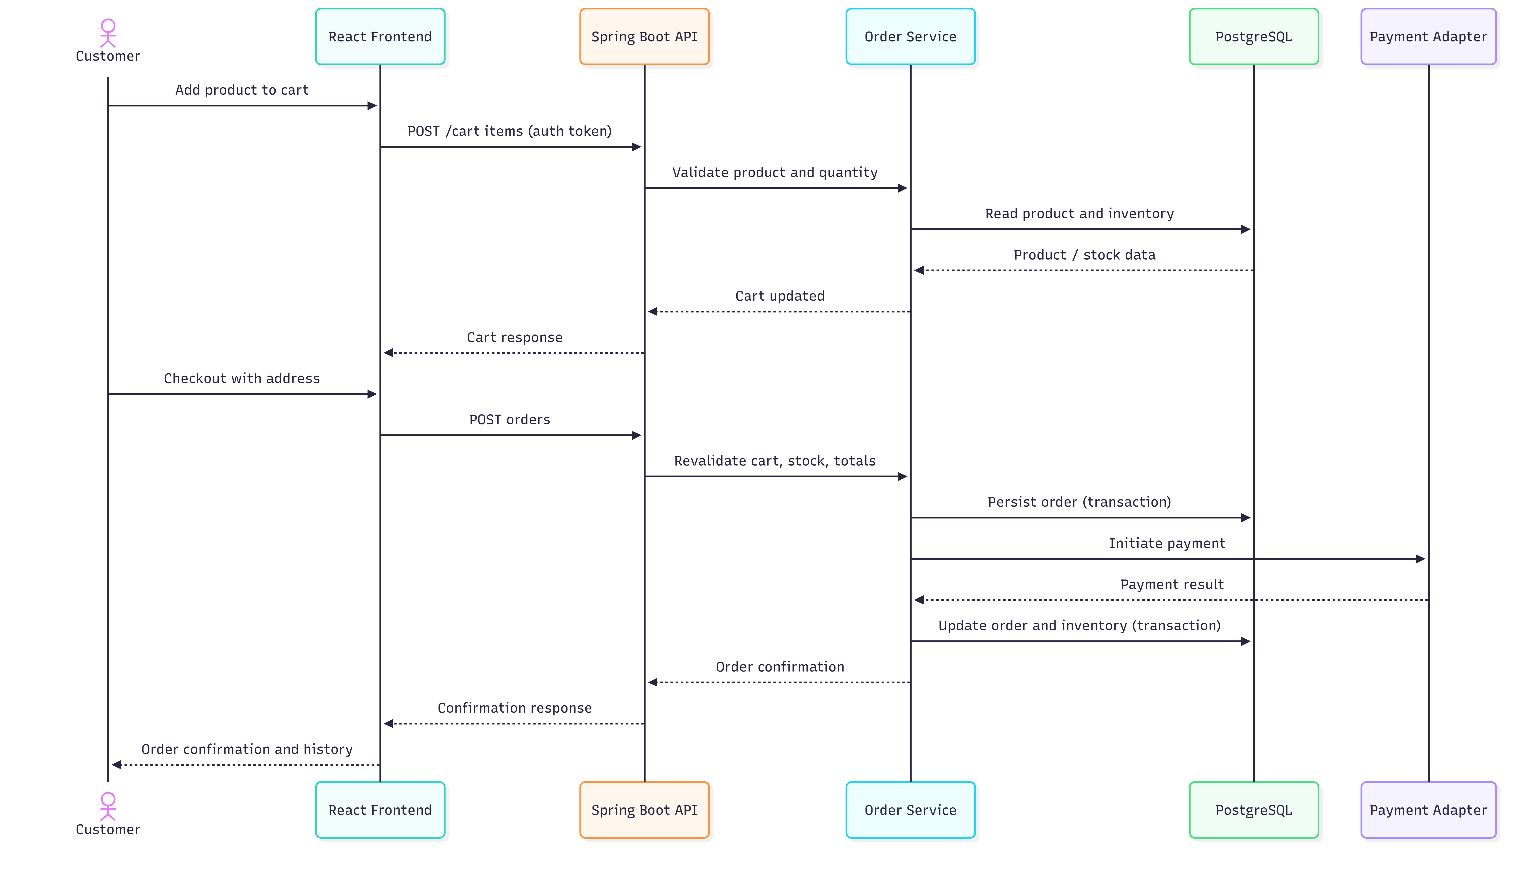 Customer
React Frontend
Spring Boot API
Order Service
PostgreSQL
Payment Adapter
Add product to cart
POST /cart items (auth token)
Validate product and quantity
Read product and inventory
Product / stock data
Cart updated
Cart response
Checkout with address
POST orders
Revalidate cart, stock, totals
Persist order (transaction)
Initiate payment
Payment result
Update order and inventory (transaction)
Order confirmation
Confirmation response
Order confirmation and history
Customer
React Frontend
Spring Boot API
Order Service
PostgreSQL
Payment Adapter